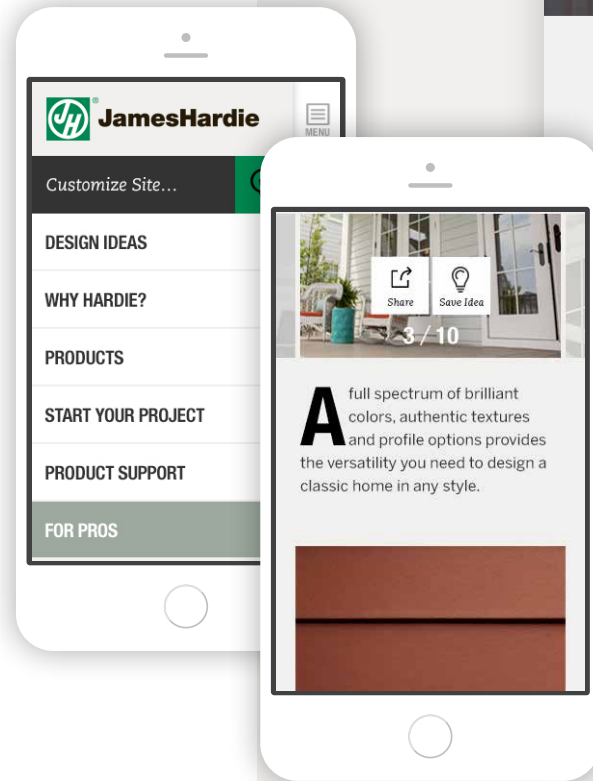 JH
JamesHardie
MENU
Customize Site...
DESIGN IDEAS
WHY HARDIE?
PRODUCTS
START YOUR PROJECT
PRODUCT SUPPORT
FOR PROS
Share
Save Idea
3 / 10
A full spectrum of brilliant
colors, authentic textures
and profile options provides
the versatility you need to design a
classic home in any style.